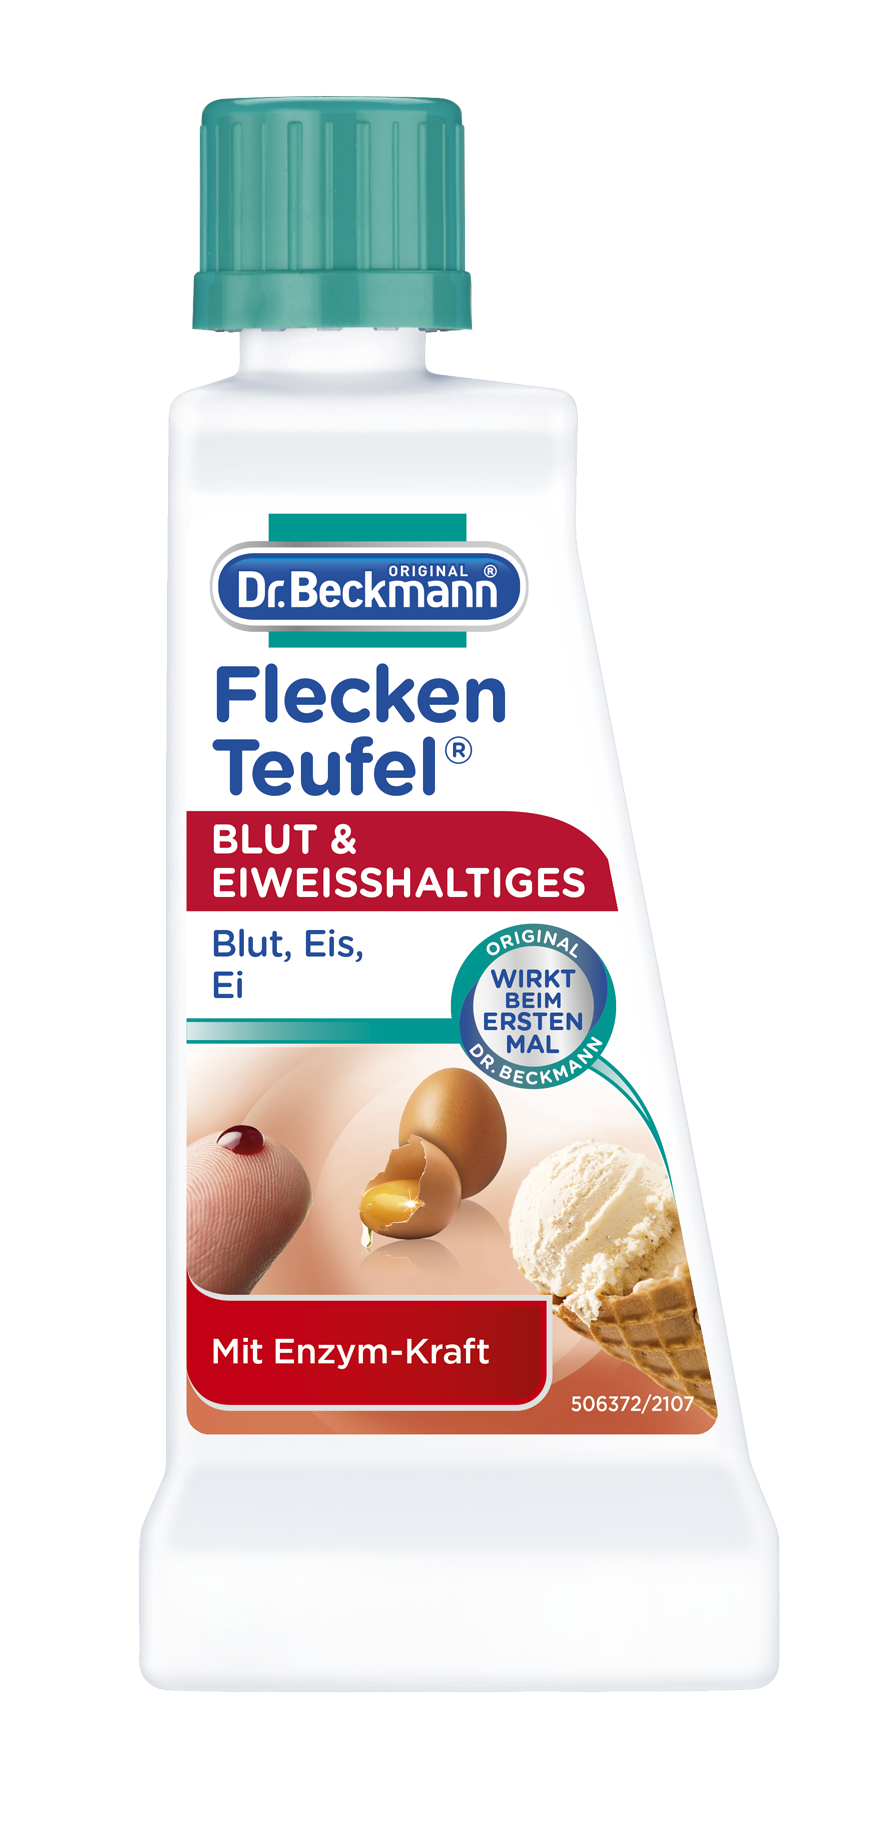 ORIGINAL ®
Dr.Beckmann
Flecken
Teufel®
BLUT &
EIWEISSHALTIGES
Blut, Eis,
Ei
ORIGINAL
WIRKT
BEIM
ERSTEN
MAL
DR. BECKMANN
Mit Enzym-Kraft
506372/2107